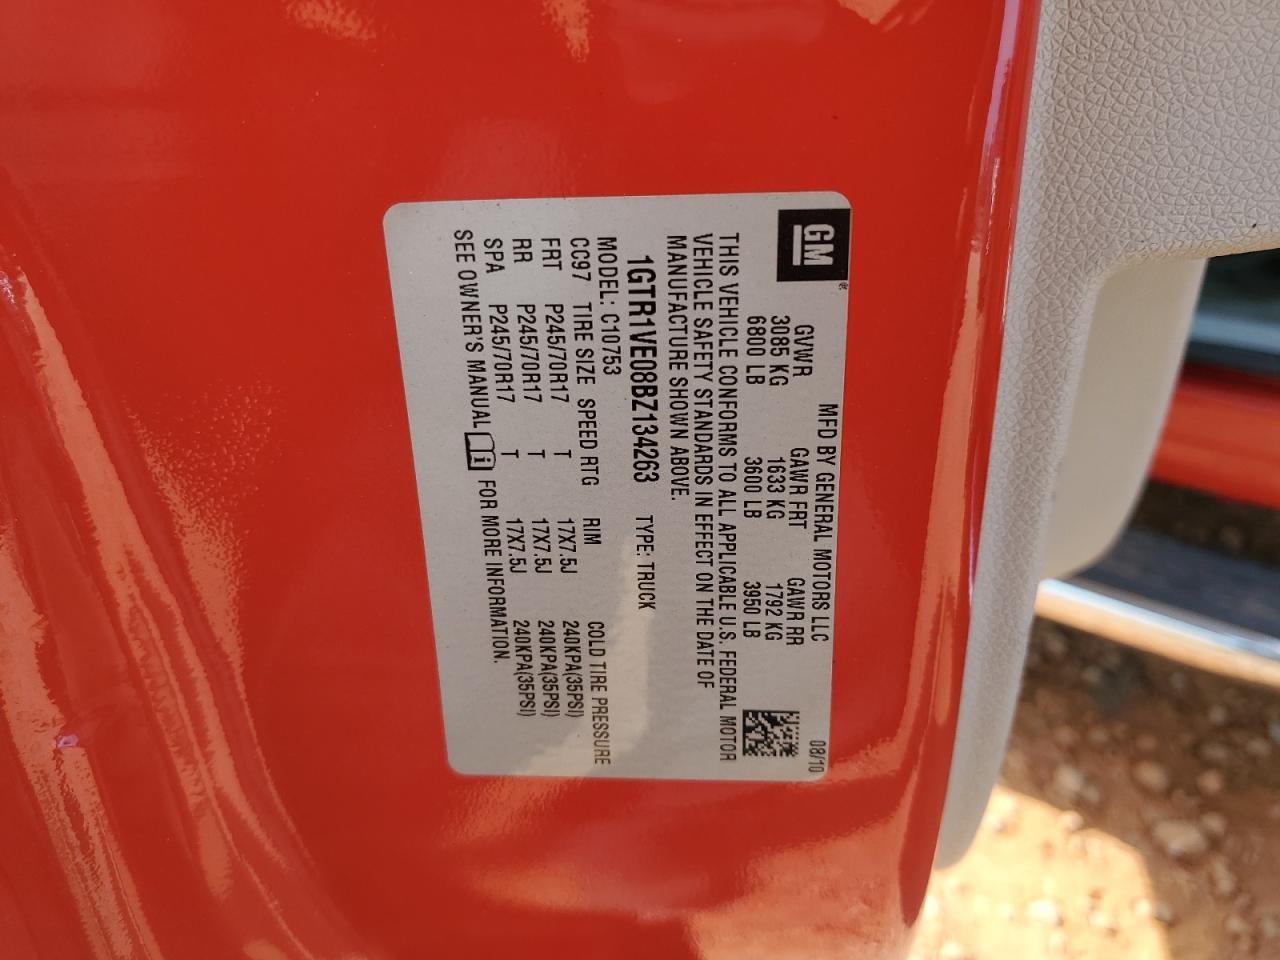 GM
MFD BY GENERAL MOTORS LLC 08/10
GVWR GAWR FRT GAWR RR
3085 KG 1633 KG 1792 KG
6800 LB 3600 LB 3950 LB
THIS VEHICLE CONFORMS TO ALL APPLICABLE U.S. FEDERAL MOTOR
VEHICLE SAFETY STANDARDS IN EFFECT ON THE DATE OF
MANUFACTURE SHOWN ABOVE.
1GTR1VE08BZ134263 TYPE: TRUCK
MODEL: C10753
CC97 TIRE SIZE SPEED RTG RIM COLD TIRE PRESSURE
FRT P245/70R17 T 17X7.5J 240KPA(35PSI)
RR P245/70R17 T 17X7.5J 240KPA(35PSI)
SPA P245/70R17 T 17X7.5J 240KPA(35PSI)
SEE OWNER'S MANUAL i FOR MORE INFORMATION.